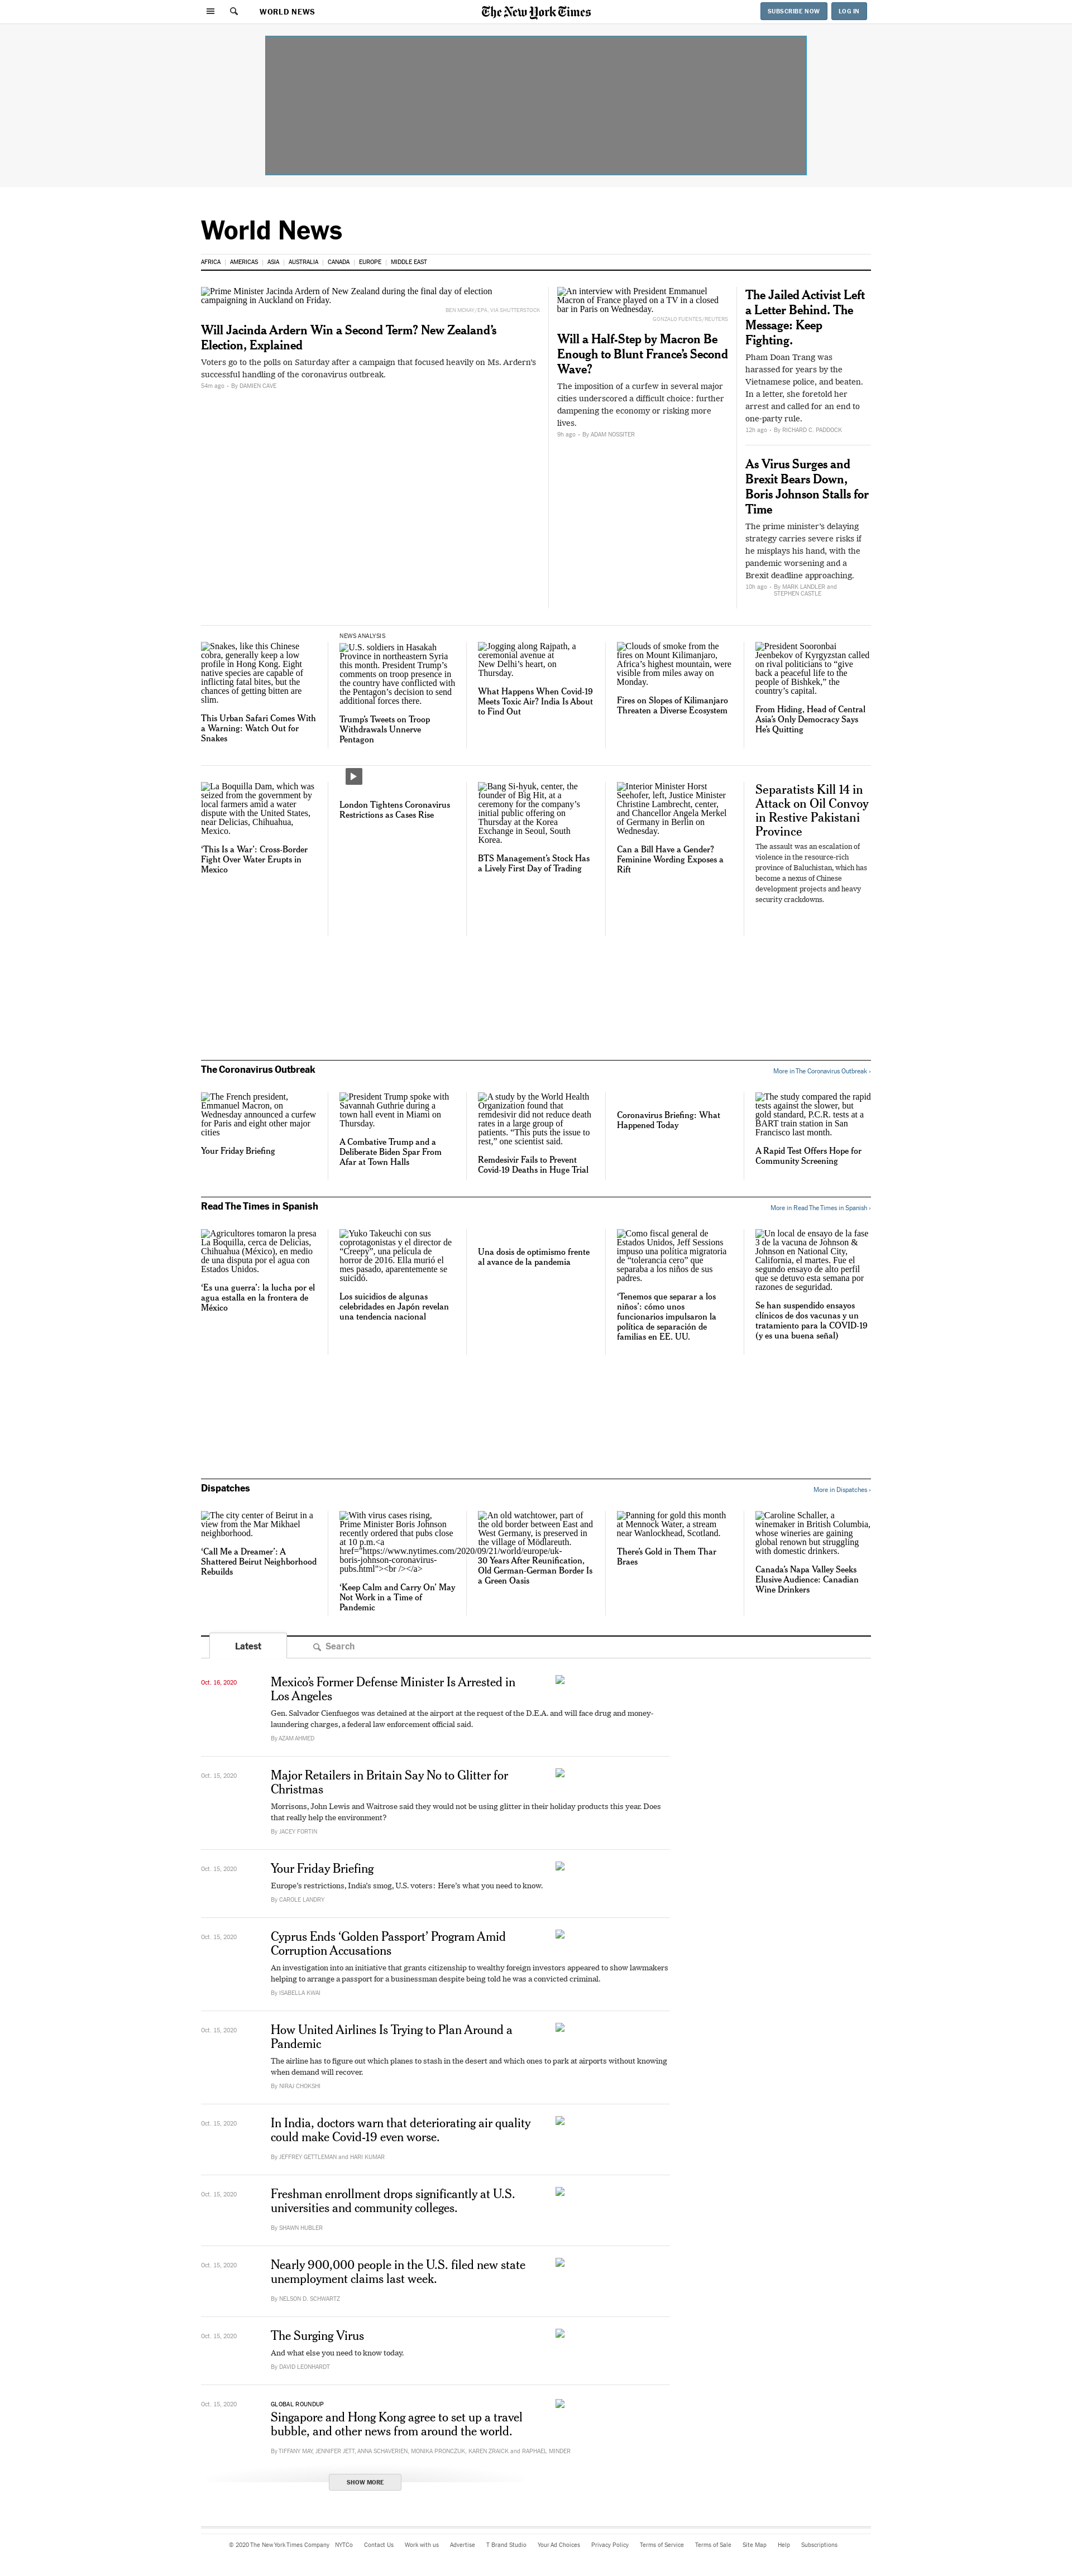 WORLD NEWS
The New York Times
SUBSCRIBE NOW
LOG IN
World News
AFRICA
AMERICAS
ASIA
AUSTRALIA
CANADA
EUROPE
MIDDLE EAST
Prime Minister Jacinda Ardern of New Zealand during the final day of election
campaigning in Auckland on Friday.
BEN MCKAY/EPA, VIA SHUTTERSTOCK
Will Jacinda Ardern Win a Second Term? New Zealand’s
Election, Explained
Voters go to the polls on Saturday after a campaign that focused heavily on Ms. Ardern’s
successful handling of the coronavirus outbreak.
54m ago - By DAMIEN CAVE
An interview with President Emmanuel
Macron of France played on a TV in a closed
bar in Paris on Wednesday.
GONZALO FUENTES/REUTERS
Will a Half-Step by Macron Be
Enough to Blunt France’s Second
Wave?
The imposition of a curfew in several major
cities underscored a difficult choice: further
dampening the economy or risking more
lives.
9h ago - By ADAM NOSSITER
The Jailed Activist Left
a Letter Behind. The
Message: Keep
Fighting.
Pham Doan Trang was
harassed for years by the
Vietnamese police, and beaten.
In a letter, she foretold her
arrest and called for an end to
one-party rule.
12h ago - By RICHARD C. PADDOCK
As Virus Surges and
Brexit Bears Down,
Boris Johnson Stalls for
Time
The prime minister’s delaying
strategy carries severe risks if
he misplays his hand, with the
pandemic worsening and a
Brexit deadline approaching.
10h ago - By MARK LANDLER and
STEPHEN CASTLE
Snakes, like this Chinese
cobra, generally keep a low
profile in Hong Kong. Eight
native species are capable of
inflicting fatal bites, but the
chances of getting bitten are
slim.
This Urban Safari Comes With
a Warning: Watch Out for
Snakes
NEWS ANALYSIS
U.S. soldiers in Hasakah
Province in northeastern Syria
this month. President Trump’s
comments on troop presence in
the country have conflicted with
the Pentagon’s decision to send
additional forces there.
Trump’s Tweets on Troop
Withdrawals Unnerve
Pentagon
Jogging along Rajpath, a
ceremonial avenue at
New Delhi’s heart, on
Thursday.
What Happens When Covid-19
Meets Toxic Air? India Is About
to Find Out
Clouds of smoke from the
fires on Mount Kilimanjaro,
Africa’s highest mountain, were
visible from miles away on
Monday.
Fires on Slopes of Kilimanjaro
Threaten a Diverse Ecosystem
President Sooronbai
Jeenbekov of Kyrgyzstan called
on rival politicians to “give
back a peaceful life to the
people of Bishkek,” the
country’s capital.
From Hiding, Head of Central
Asia’s Only Democracy Says
He’s Quitting
La Boquilla Dam, which was
seized from the government by
local farmers amid a water
dispute with the United States,
near Delicias, Chihuahua,
Mexico.
‘This Is a War’: Cross-Border
Fight Over Water Erupts in
Mexico
London Tightens Coronavirus
Restrictions as Cases Rise
Bang Si-hyuk, center, the
founder of Big Hit, at a
ceremony for the company’s
initial public offering on
Thursday at the Korea
Exchange in Seoul, South
Korea.
BTS Management’s Stock Has
a Lively First Day of Trading
Interior Minister Horst
Seehofer, left, Justice Minister
Christine Lambrecht, center,
and Chancellor Angela Merkel
of Germany in Berlin on
Wednesday.
Can a Bill Have a Gender?
Feminine Wording Exposes a
Rift
Separatists Kill 14 in
Attack on Oil Convoy
in Restive Pakistani
Province
The assault was an escalation of
violence in the resource-rich
province of Baluchistan, which has
become a nexus of Chinese
development projects and heavy
security crackdowns.
The Coronavirus Outbreak
More in The Coronavirus Outbreak ›
The French president,
Emmanuel Macron, on
Wednesday announced a curfew
for Paris and eight other major
cities
Your Friday Briefing
President Trump spoke with
Savannah Guthrie during a
town hall event in Miami on
Thursday.
A Combative Trump and a
Deliberate Biden Spar From
Afar at Town Halls
A study by the World Health
Organization found that
remdesivir did not reduce death
rates in a large group of
patients. “This puts the issue to
rest,” one scientist said.
Remdesivir Fails to Prevent
Covid-19 Deaths in Huge Trial
Coronavirus Briefing: What
Happened Today
The study compared the rapid
tests against the slower, but
gold standard, P.C.R. tests at a
BART train station in San
Francisco last month.
A Rapid Test Offers Hope for
Community Screening
Read The Times in Spanish
More in Read The Times in Spanish ›
Agricultores tomaron la presa
La Boquilla, cerca de Delicias,
Chihuahua (México), en medio
de una disputa por el agua con
Estados Unidos.
‘Es una guerra’: la lucha por el
agua estalla en la frontera de
México
Yuko Takeuchi con sus
coprotagonistas y el director de
“Creepy”, una película de
horror de 2016. Ella murió el
mes pasado, aparentemente se
suicidó.
Los suicidios de algunas
celebridades en Japón revelan
una tendencia nacional
Una dosis de optimismo frente
al avance de la pandemia
Como fiscal general de
Estados Unidos, Jeff Sessions
impuso una política migratoria
de “tolerancia cero” que
separaba a los niños de sus
padres.
‘Tenemos que separar a los
niños’: cómo unos
funcionarios impulsaron la
política de separación de
familias en EE. UU.
Un local de ensayo de la fase
3 de la vacuna de Johnson &
Johnson en National City,
California, el martes. Fue el
segundo ensayo de alto perfil
que se detuvo esta semana por
razones de seguridad.
Se han suspendido ensayos
clínicos de dos vacunas y un
tratamiento para la COVID-19
(y es una buena señal)
Dispatches
More in Dispatches ›
The city center of Beirut in a
view from the Mar Mikhael
neighborhood.
‘Call Me a Dreamer’: A
Shattered Beirut Neighborhood
Rebuilds
With virus cases rising,
Prime Minister Boris Johnson
recently ordered that pubs close
at 10 p.m.<a
href="https://www.nytimes.com/2020/09/21/world/europe/uk-
boris-johnson-coronavirus-
pubs.html"><br /></a>
‘Keep Calm and Carry On’ May
Not Work in a Time of
Pandemic
An old watchtower, part of
the old border between East and
West Germany, is preserved in
the village of Mödlareuth.
30 Years After Reunification,
Old German-German Border Is
a Green Oasis
Panning for gold this month
at Mennock Water, a stream
near Wanlockhead, Scotland.
There’s Gold in Them Thar
Braes
Caroline Schaller, a
winemaker in British Columbia,
whose wineries are gaining
global renown but struggling
with domestic drinkers.
Canada’s Napa Valley Seeks
Elusive Audience: Canadian
Wine Drinkers
Latest
Search
Oct. 16, 2020
Mexico’s Former Defense Minister Is Arrested in
Los Angeles
Gen. Salvador Cienfuegos was detained at the airport at the request of the D.E.A. and will face drug and money-
laundering charges, a federal law enforcement official said.
By AZAM AHMED
Oct. 15, 2020
Major Retailers in Britain Say No to Glitter for
Christmas
Morrisons, John Lewis and Waitrose said they would not be using glitter in their holiday products this year. Does
that really help the environment?
By JACEY FORTIN
Oct. 15, 2020
Your Friday Briefing
Europe’s restrictions, India’s smog, U.S. voters: Here’s what you need to know.
By CAROLE LANDRY
Oct. 15, 2020
Cyprus Ends ‘Golden Passport’ Program Amid
Corruption Accusations
An investigation into an initiative that grants citizenship to wealthy foreign investors appeared to show lawmakers
helping to arrange a passport for a businessman despite being told he was a convicted criminal.
By ISABELLA KWAI
Oct. 15, 2020
How United Airlines Is Trying to Plan Around a
Pandemic
The airline has to figure out which planes to stash in the desert and which ones to park at airports without knowing
when demand will recover.
By NIRAJ CHOKSHI
Oct. 15, 2020
In India, doctors warn that deteriorating air quality
could make Covid-19 even worse.
By JEFFREY GETTLEMAN and HARI KUMAR
Oct. 15, 2020
Freshman enrollment drops significantly at U.S.
universities and community colleges.
By SHAWN HUBLER
Oct. 15, 2020
Nearly 900,000 people in the U.S. filed new state
unemployment claims last week.
By NELSON D. SCHWARTZ
Oct. 15, 2020
The Surging Virus
And what else you need to know today.
By DAVID LEONHARDT
Oct. 15, 2020
GLOBAL ROUNDUP
Singapore and Hong Kong agree to set up a travel
bubble, and other news from around the world.
By TIFFANY MAY, JENNIFER JETT, ANNA SCHAVERIEN, MONIKA PRONCZUK, KAREN ZRAICK and RAPHAEL MINDER
SHOW MORE
© 2020 The New York Times Company
NYTCo
Contact Us
Work with us
Advertise
T Brand Studio
Your Ad Choices
Privacy Policy
Terms of Service
Terms of Sale
Site Map
Help
Subscriptions